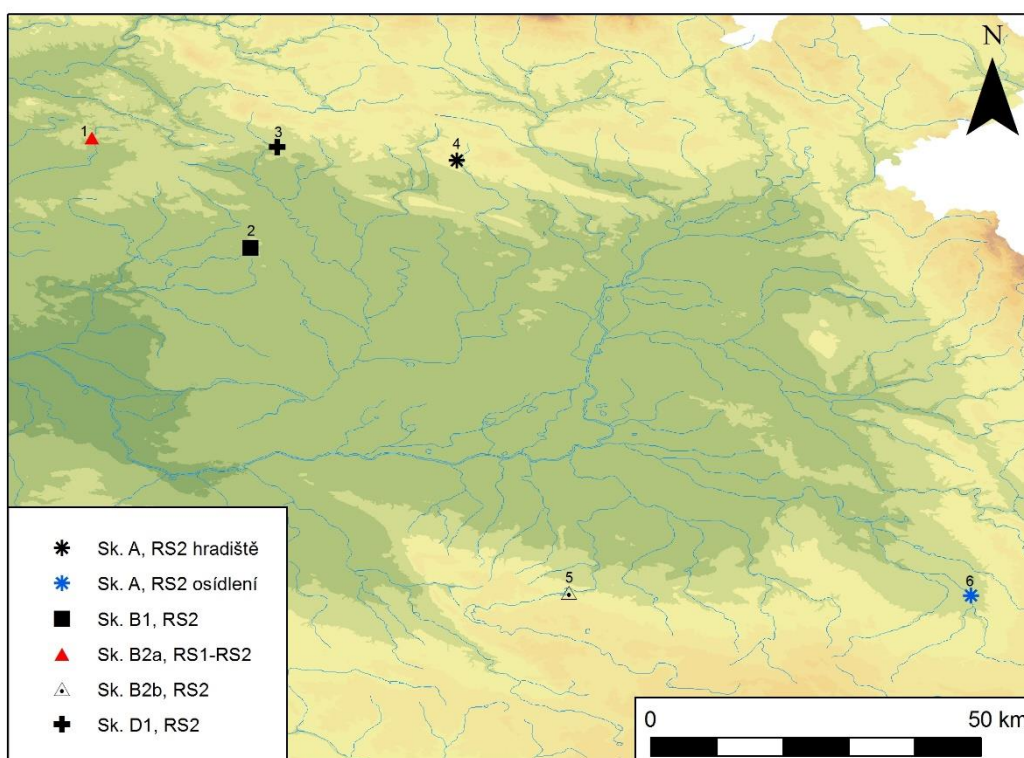 N
1
3
4
2
5
6
Sk. A, RS2 hradiště
Sk. A, RS2 osídlení
Sk. B1, RS2
Sk. B2a, RS1-RS2
Sk. B2b, RS2
Sk. D1, RS2
0 50 km